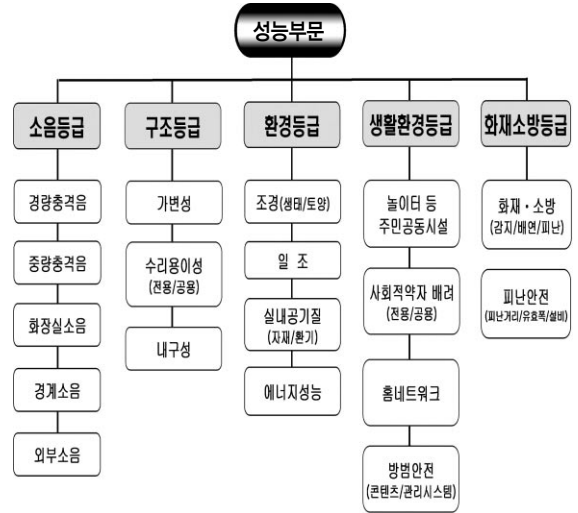 성능부문
소음등급
경량충격음
중량충격음
화장실소음
경계소음
외부소음
구조등급
가변성
수리용이성
(전용/공용)
내구성
환경등급
조경(생태/토양)
일 조
실내공기질
(자재/환기)
에너지성능
생활환경등급
놀이터 등
주민공동시설
사회적약자 배려
(전용/공용)
홈네트워크
방범안전
(콘텐츠/관리시스템)
화재소방등급
화재・소방
(감지/배연/피난)
피난안전
(피난거리/유효폭/설비)